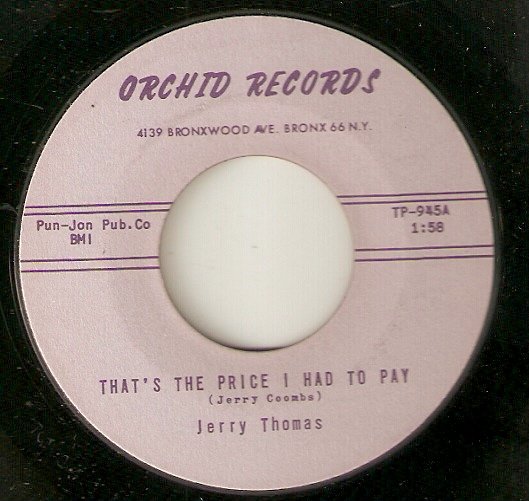 ORCHID RECORDS
4139 BRONXWOOD AVE. BRONX 66 N.Y.
Pun-Jon Pub.Co
BMI
TP-945A
1:58
THAT'S THE PRICE I HAD TO PAY
(Jerry Coombs)
Jerry Thomas